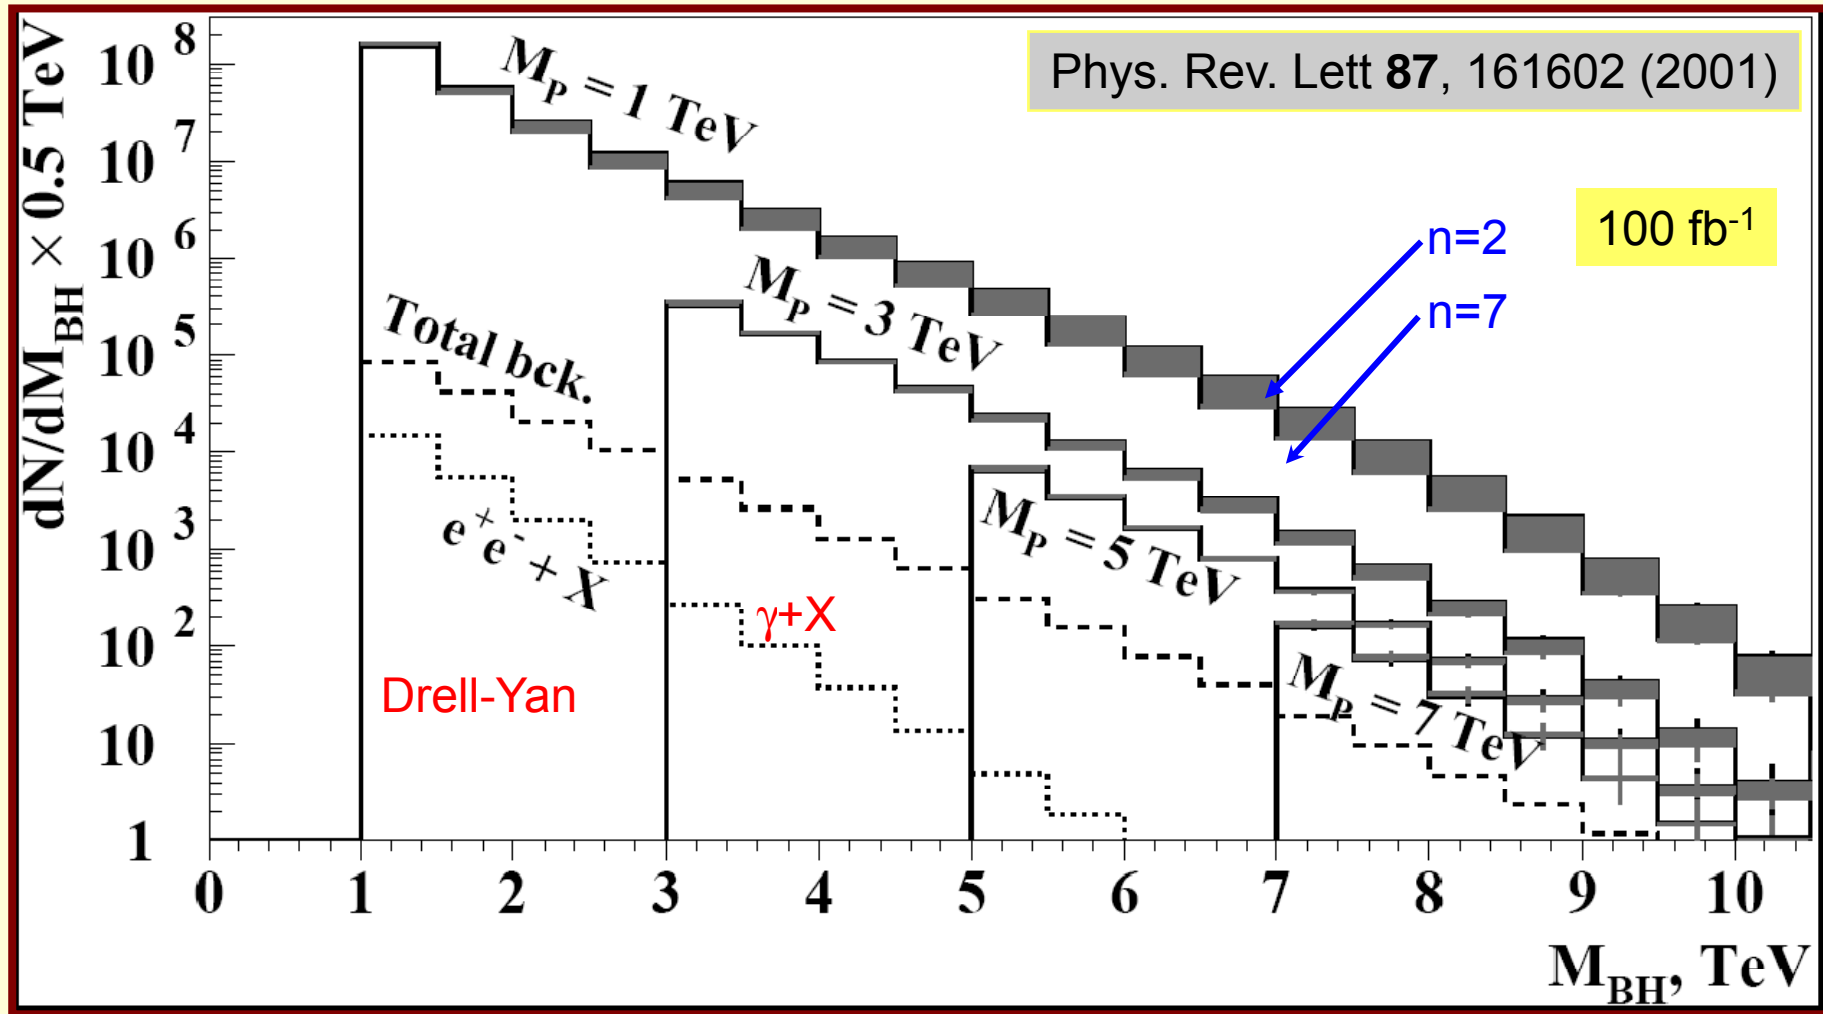 dN/dM_BH × 0.5 TeV
10^8
10^7
10^6
10^5
10^4
10^3
10^2
10
1
M_P = 1 TeV
Phys. Rev. Lett 87, 161602 (2001)
100 fb^-1
n=2
n=7
M_P = 3 TeV
Total bck.
e^+e^- + X
γ+X
M_P = 5 TeV
Drell-Yan
M_P = 7 TeV
0 1 2 3 4 5 6 7 8 9 10
M_BH, TeV